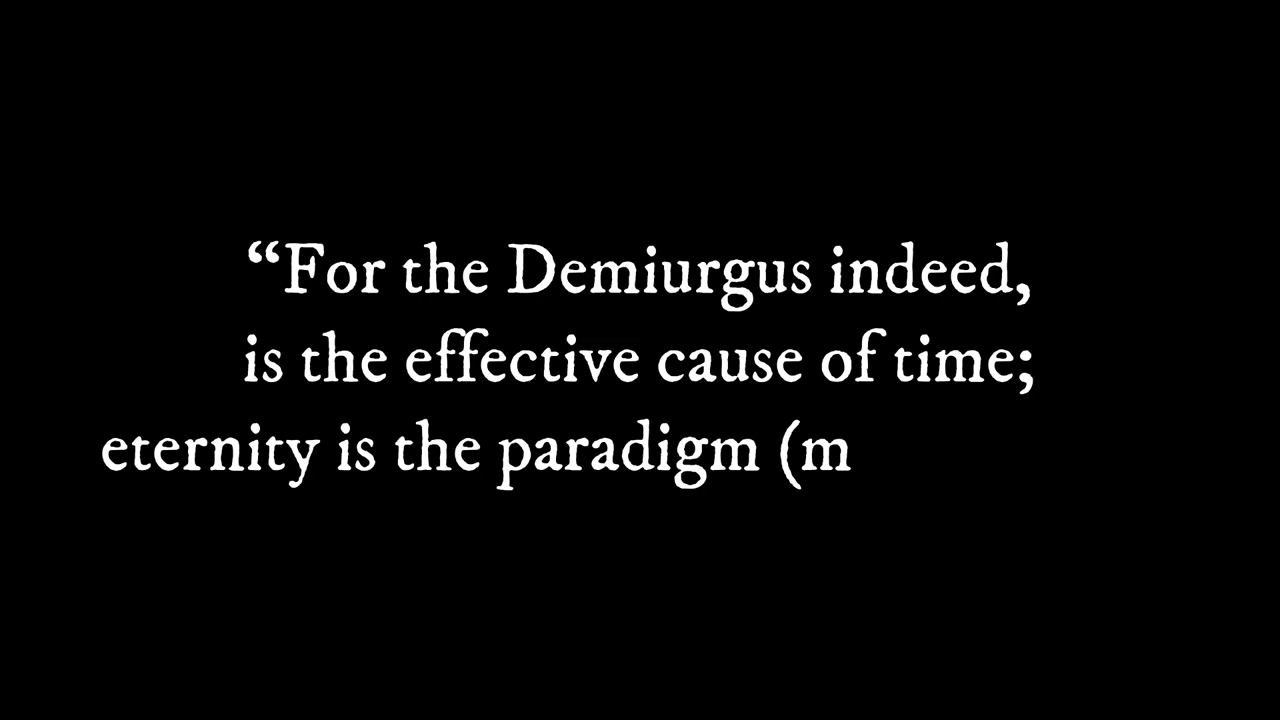 “For the Demiurgus indeed,
is the effective cause of time;
eternity is the paradigm (m